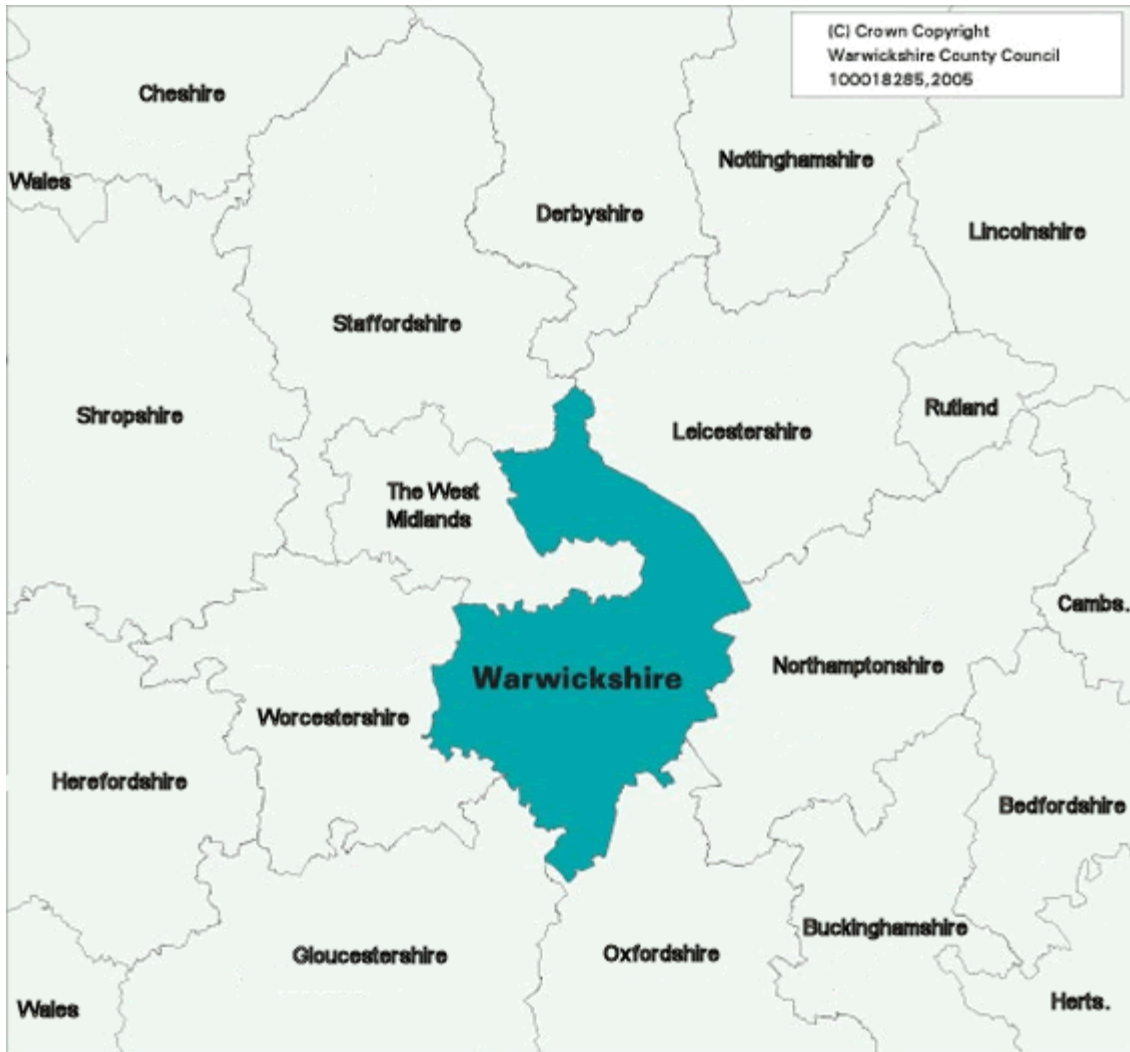 (C) Crown Copyright
Warwickshire County Council
100018285,2005
Cheshire
Nottinghamshire
Wales
Derbyshire
Lincolnshire
Staffordshire
Shropshire
Rutland
Leicestershire
The West
Midlands
Cambs.
Northamptonshire
Warwickshire
Worcestershire
Herefordshire
Bedfordshire
Buckinghamshire
Oxfordshire
Gloucestershire
Herts.
Wales